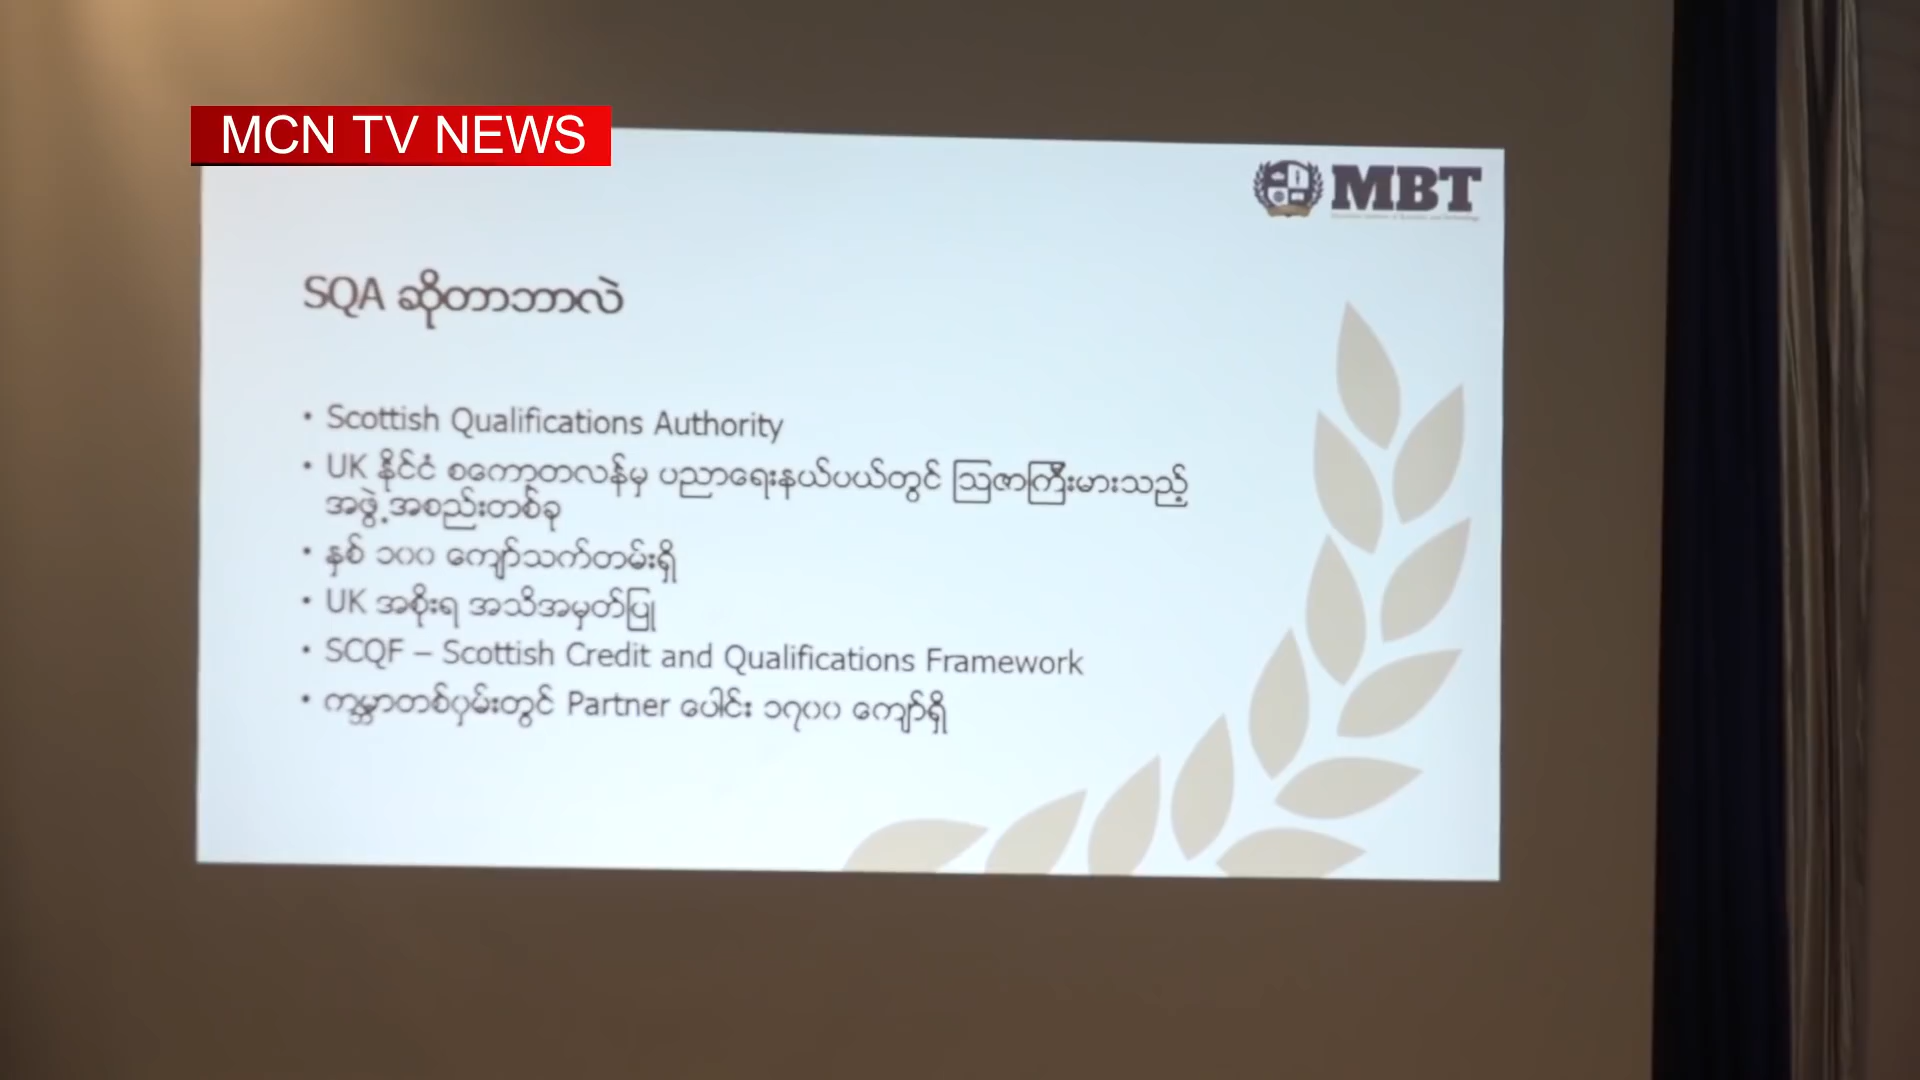 MCN TV NEWS
MBT
SQA ဆိုတာဘာလဲ
• Scottish Qualifications Authority
• UK နိုင်ငံ စကော့တလန်မှ ပညာရေးနယ်ပယ်တွင် ဩဇာကြီးမားသည့်
အဖွဲ့အစည်းတစ်ခု
• နှစ် ၁၀၀ ကျော်သက်တမ်းရှိ
• UK အစိုးရ အသိအမှတ်ပြု
• SCQF – Scottish Credit and Qualifications Framework
• ကမ္ဘာတစ်ဝှမ်းတွင် Partner ပေါင်း ၁၇၀၀ ကျော်ရှိ